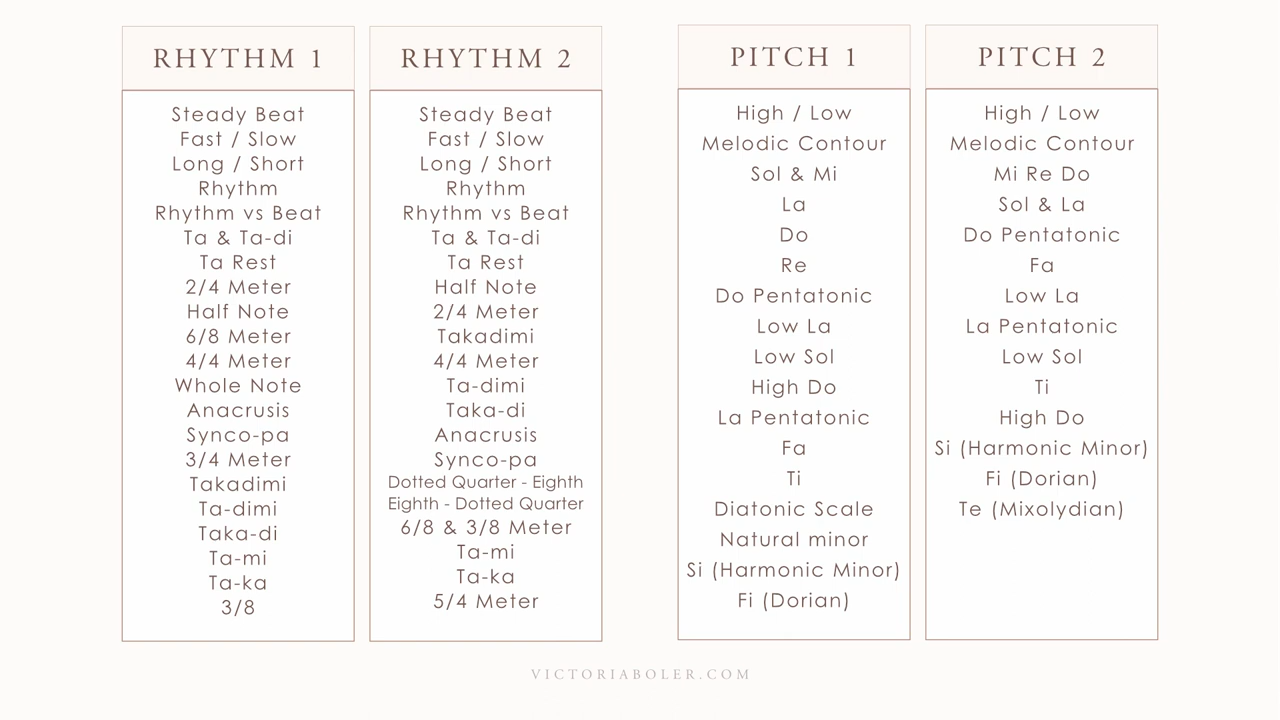 RHYTHM 1
Steady Beat
Fast / Slow
Long / Short
Rhythm
Rhythm vs Beat
Ta & Ta-di
Ta Rest
2/4 Meter
Half Note
6/8 Meter
4/4 Meter
Whole Note
Anacrusis
Synco-pa
3/4 Meter
Takadimi
Ta-dimi
Taka-di
Ta-mi
Ta-ka
3/8
RHYTHM 2
Steady Beat
Fast / Slow
Long / Short
Rhythm
Rhythm vs Beat
Ta & Ta-di
Ta Rest
Half Note
2/4 Meter
Takadimi
4/4 Meter
Ta-dimi
Taka-di
Anacrusis
Synco-pa
Dotted Quarter - Eighth
Eighth - Dotted Quarter
6/8 & 3/8 Meter
Ta-mi
Ta-ka
5/4 Meter
PITCH 1
High / Low
Melodic Contour
Sol & Mi
La
Do
Re
Do Pentatonic
Low La
Low Sol
High Do
La Pentatonic
Fa
Ti
Diatonic Scale
Natural minor
Si (Harmonic Minor)
Fi (Dorian)
PITCH 2
High / Low
Melodic Contour
Mi Re Do
Sol & La
Do Pentatonic
Fa
Low La
La Pentatonic
Low Sol
Ti
High Do
Si (Harmonic Minor)
Fi (Dorian)
Te (Mixolydian)
VICTORIABOLER.COM